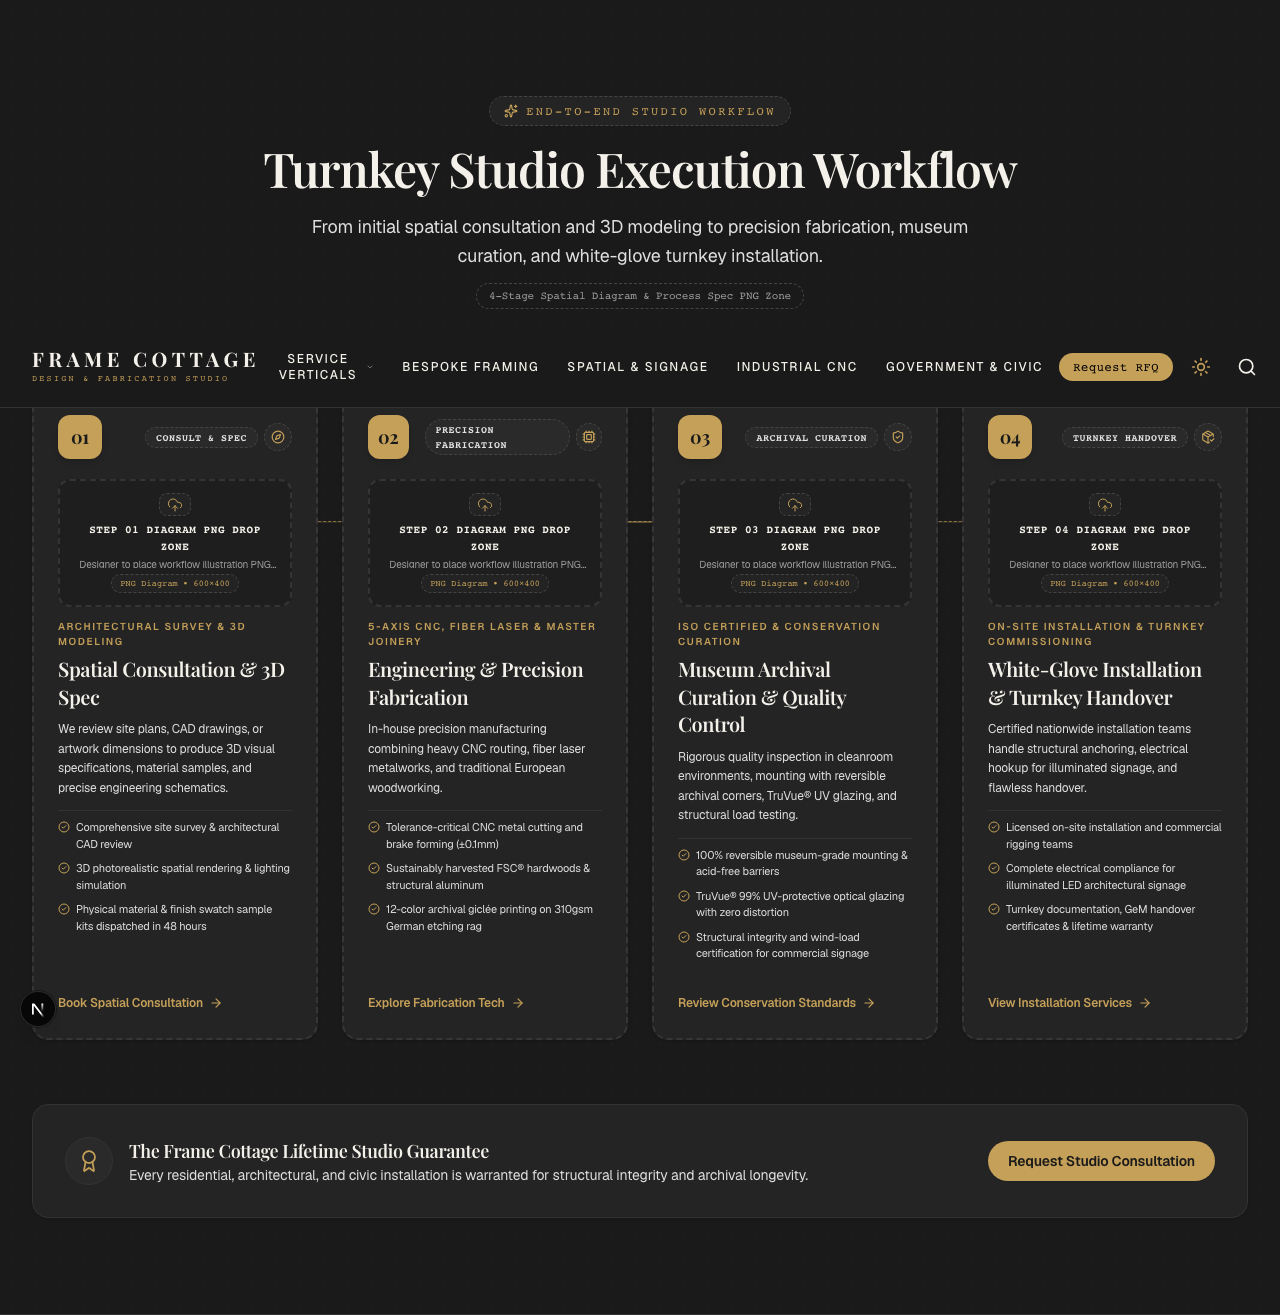 END-TO-END STUDIO WORKFLOW
Turnkey Studio Execution Workflow
From initial spatial consultation and 3D modeling to precision fabrication, museum
curation, and white-glove turnkey installation.
4-Stage Spatial Diagram & Process Spec PNG Zone
FRAME COTTAGE
DESIGN & FABRICATION STUDIO
SERVICE
VERTICALS
BESPOKE FRAMING
SPATIAL & SIGNAGE
INDUSTRIAL CNC
GOVERNMENT & CIVIC
Request RFQ
01
CONSULT & SPEC
STEP 01 DIAGRAM PNG DROP
ZONE
Designer to place workflow illustration PNG...
PNG Diagram • 600×400
ARCHITECTURAL SURVEY & 3D
MODELING
Spatial Consultation & 3D
Spec
We review site plans, CAD drawings, or
artwork dimensions to produce 3D visual
specifications, material samples, and
precise engineering schematics.
Comprehensive site survey & architectural
CAD review
3D photorealistic spatial rendering & lighting
simulation
Physical material & finish swatch sample
kits dispatched in 48 hours
Book Spatial Consultation
02
PRECISION
FABRICATION
STEP 02 DIAGRAM PNG DROP
ZONE
Designer to place workflow illustration PNG...
PNG Diagram • 600×400
5-AXIS CNC, FIBER LASER & MASTER
JOINERY
Engineering & Precision
Fabrication
In-house precision manufacturing
combining heavy CNC routing, fiber laser
metalworks, and traditional European
woodworking.
Tolerance-critical CNC metal cutting and
brake forming (±0.1mm)
Sustainably harvested FSC® hardwoods &
structural aluminum
12-color archival giclée printing on 310gsm
German etching rag
Explore Fabrication Tech
03
ARCHIVAL CURATION
STEP 03 DIAGRAM PNG DROP
ZONE
Designer to place workflow illustration PNG...
PNG Diagram • 600×400
ISO CERTIFIED & CONSERVATION
CURATION
Museum Archival
Curation & Quality
Control
Rigorous quality inspection in cleanroom
environments, mounting with reversible
archival corners, TruVue® UV glazing, and
structural load testing.
100% reversible museum-grade mounting &
acid-free barriers
TruVue® 99% UV-protective optical glazing
with zero distortion
Structural integrity and wind-load
certification for commercial signage
Review Conservation Standards
04
TURNKEY HANDOVER
STEP 04 DIAGRAM PNG DROP
ZONE
Designer to place workflow illustration PNG...
PNG Diagram • 600×400
ON-SITE INSTALLATION & TURNKEY
COMMISSIONING
White-Glove Installation
& Turnkey Handover
Certified nationwide installation teams
handle structural anchoring, electrical
hookup for illuminated signage, and
flawless handover.
Licensed on-site installation and commercial
rigging teams
Complete electrical compliance for
illuminated LED architectural signage
Turnkey documentation, GeM handover
certificates & lifetime warranty
View Installation Services
N
The Frame Cottage Lifetime Studio Guarantee
Every residential, architectural, and civic installation is warranted for structural integrity and archival longevity.
Request Studio Consultation